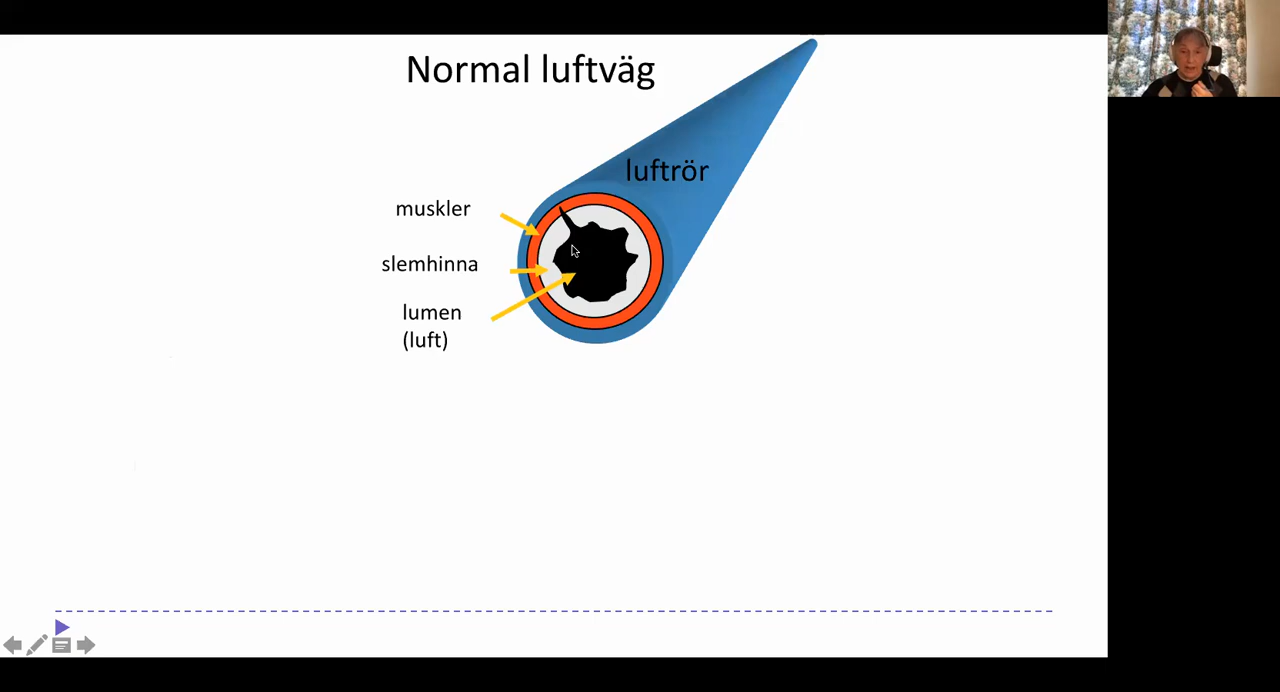 Normal luftväg
luftrör
muskler
slemhinna
lumen
(luft)